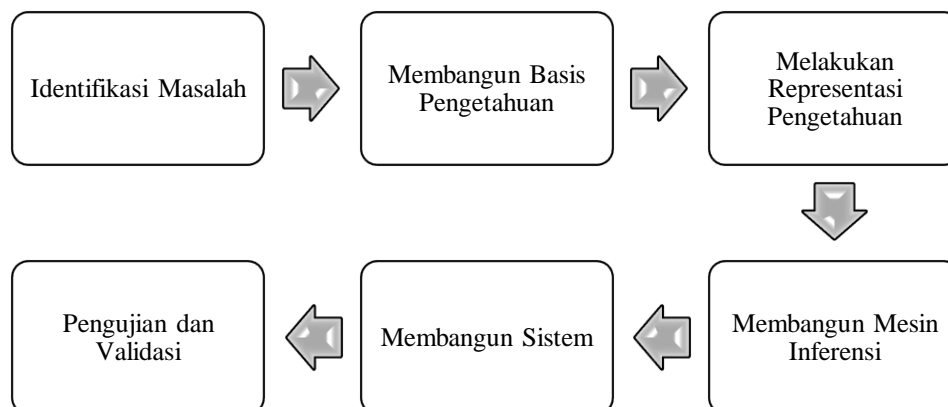 Identifikasi Masalah
Membangun Basis
Pengetahuan
Melakukan
Representasi
Pengetahuan
Membangun Mesin
Inferensi
Membangun Sistem
Pengujian dan
Validasi